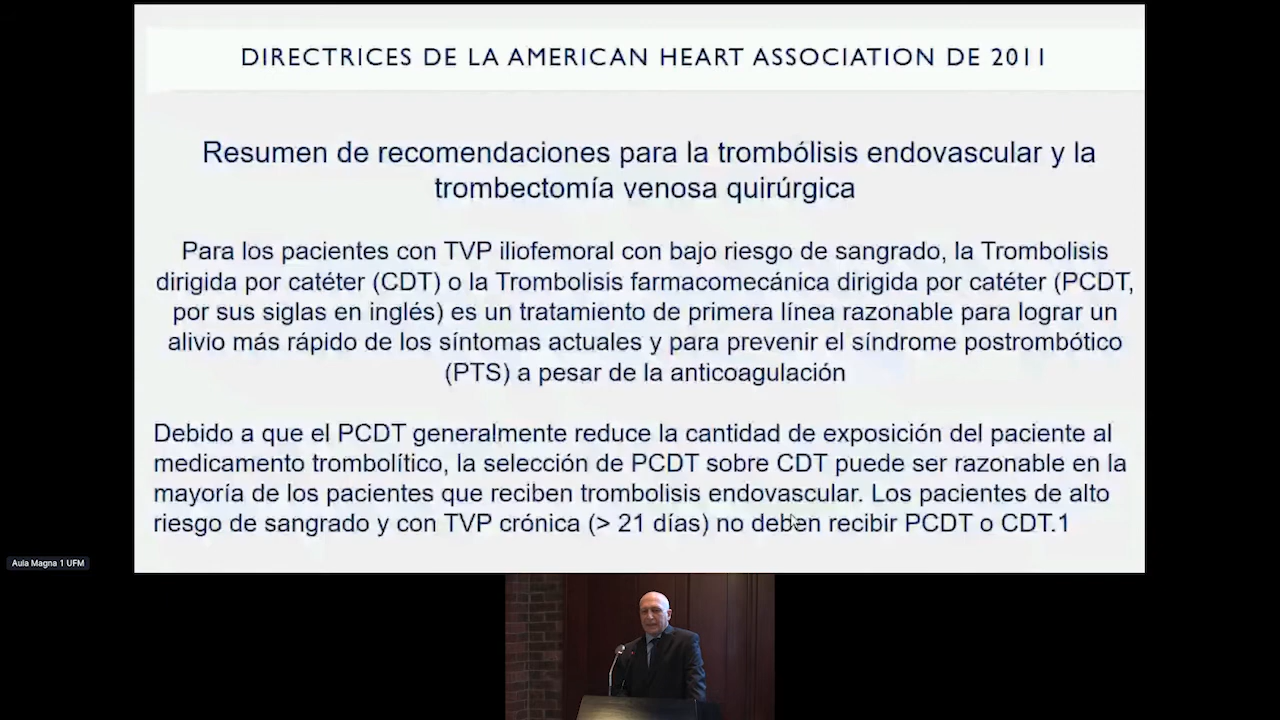 DIRECTRICES DE LA AMERICAN HEART ASSOCIATION DE 2011
Resumen de recomendaciones para la trombólisis endovascular y la
trombectomía venosa quirúrgica
Para los pacientes con TVP iliofemoral con bajo riesgo de sangrado, la Trombolisis
dirigida por catéter (CDT) o la Trombolisis farmacomecánica dirigida por catéter (PCDT,
por sus siglas en inglés) es un tratamiento de primera línea razonable para lograr un
alivio más rápido de los síntomas actuales y para prevenir el síndrome postrombótico
(PTS) a pesar de la anticoagulación
Debido a que el PCDT generalmente reduce la cantidad de exposición del paciente al
medicamento trombolítico, la selección de PCDT sobre CDT puede ser razonable en la
mayoría de los pacientes que reciben trombolisis endovascular. Los pacientes de alto
riesgo de sangrado y con TVP crónica (> 21 días) no deben recibir PCDT o CDT.1
Aula Magna 1 UFM